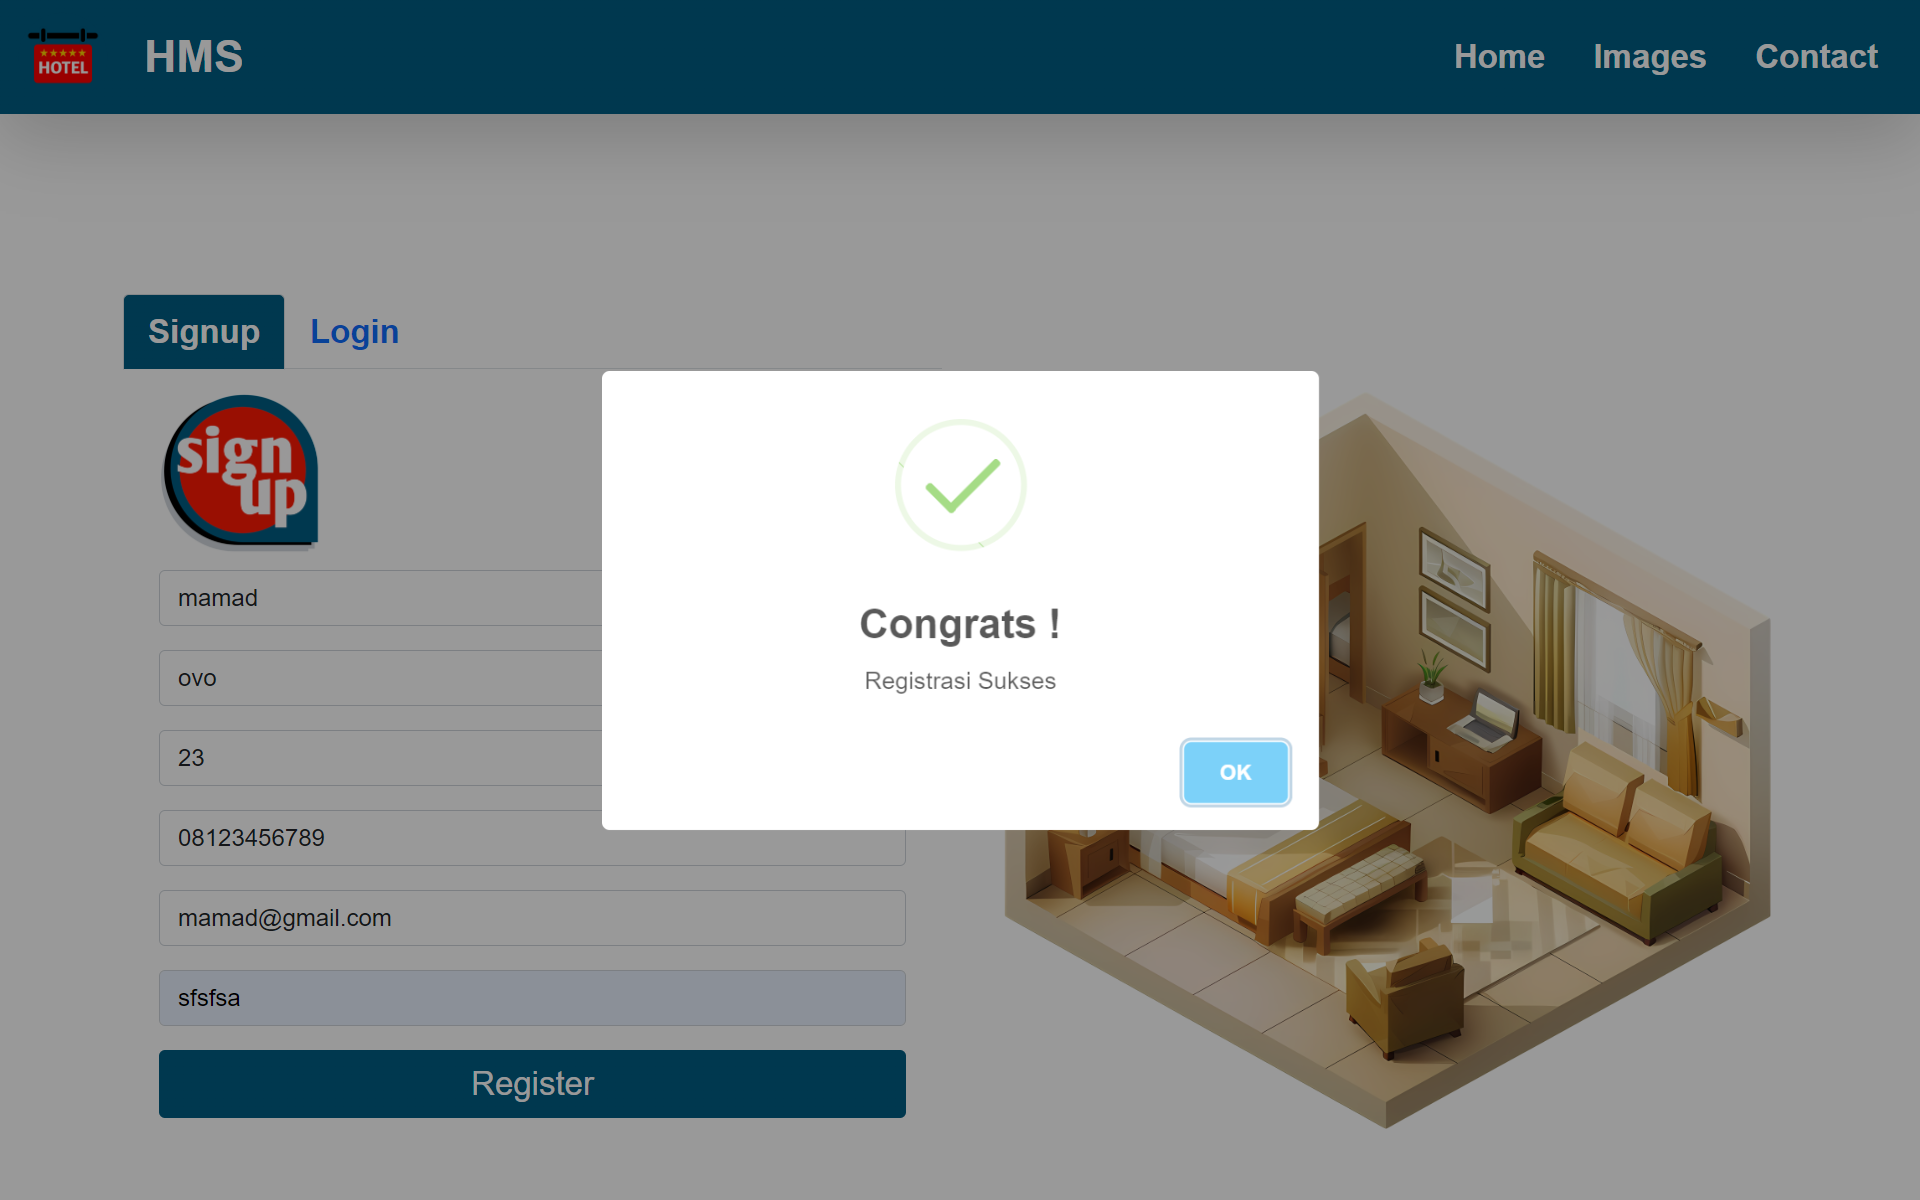 ★★★★★
HOTEL
HMS
Home
Images
Contact
Signup
Login
sign
up
mamad
ovo
23
08123456789
mamad@gmail.com
sfsfsa
Register
Congrats !
Registrasi Sukses
OK